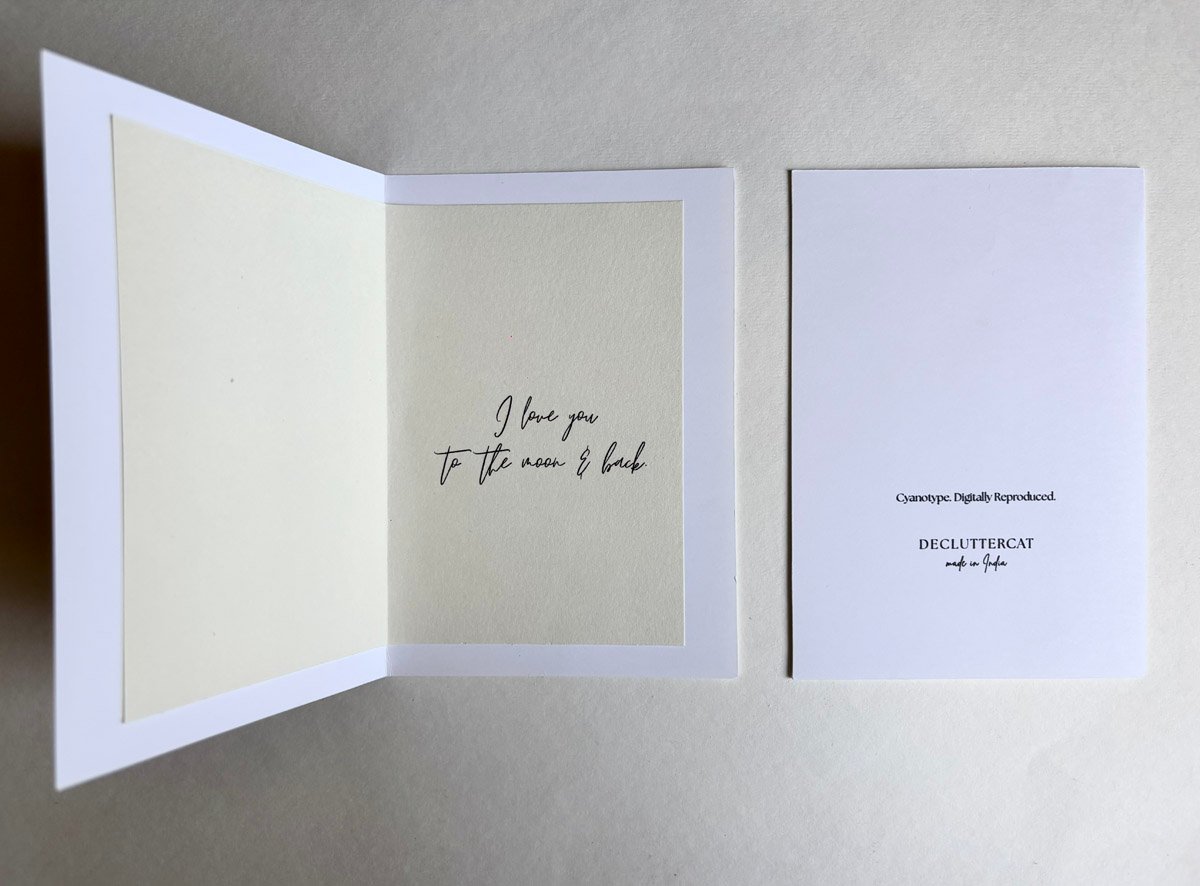 I love you
to the moon & back.
Cyanotype. Digitally Reproduced.
DECLUTTERCAT
made in India